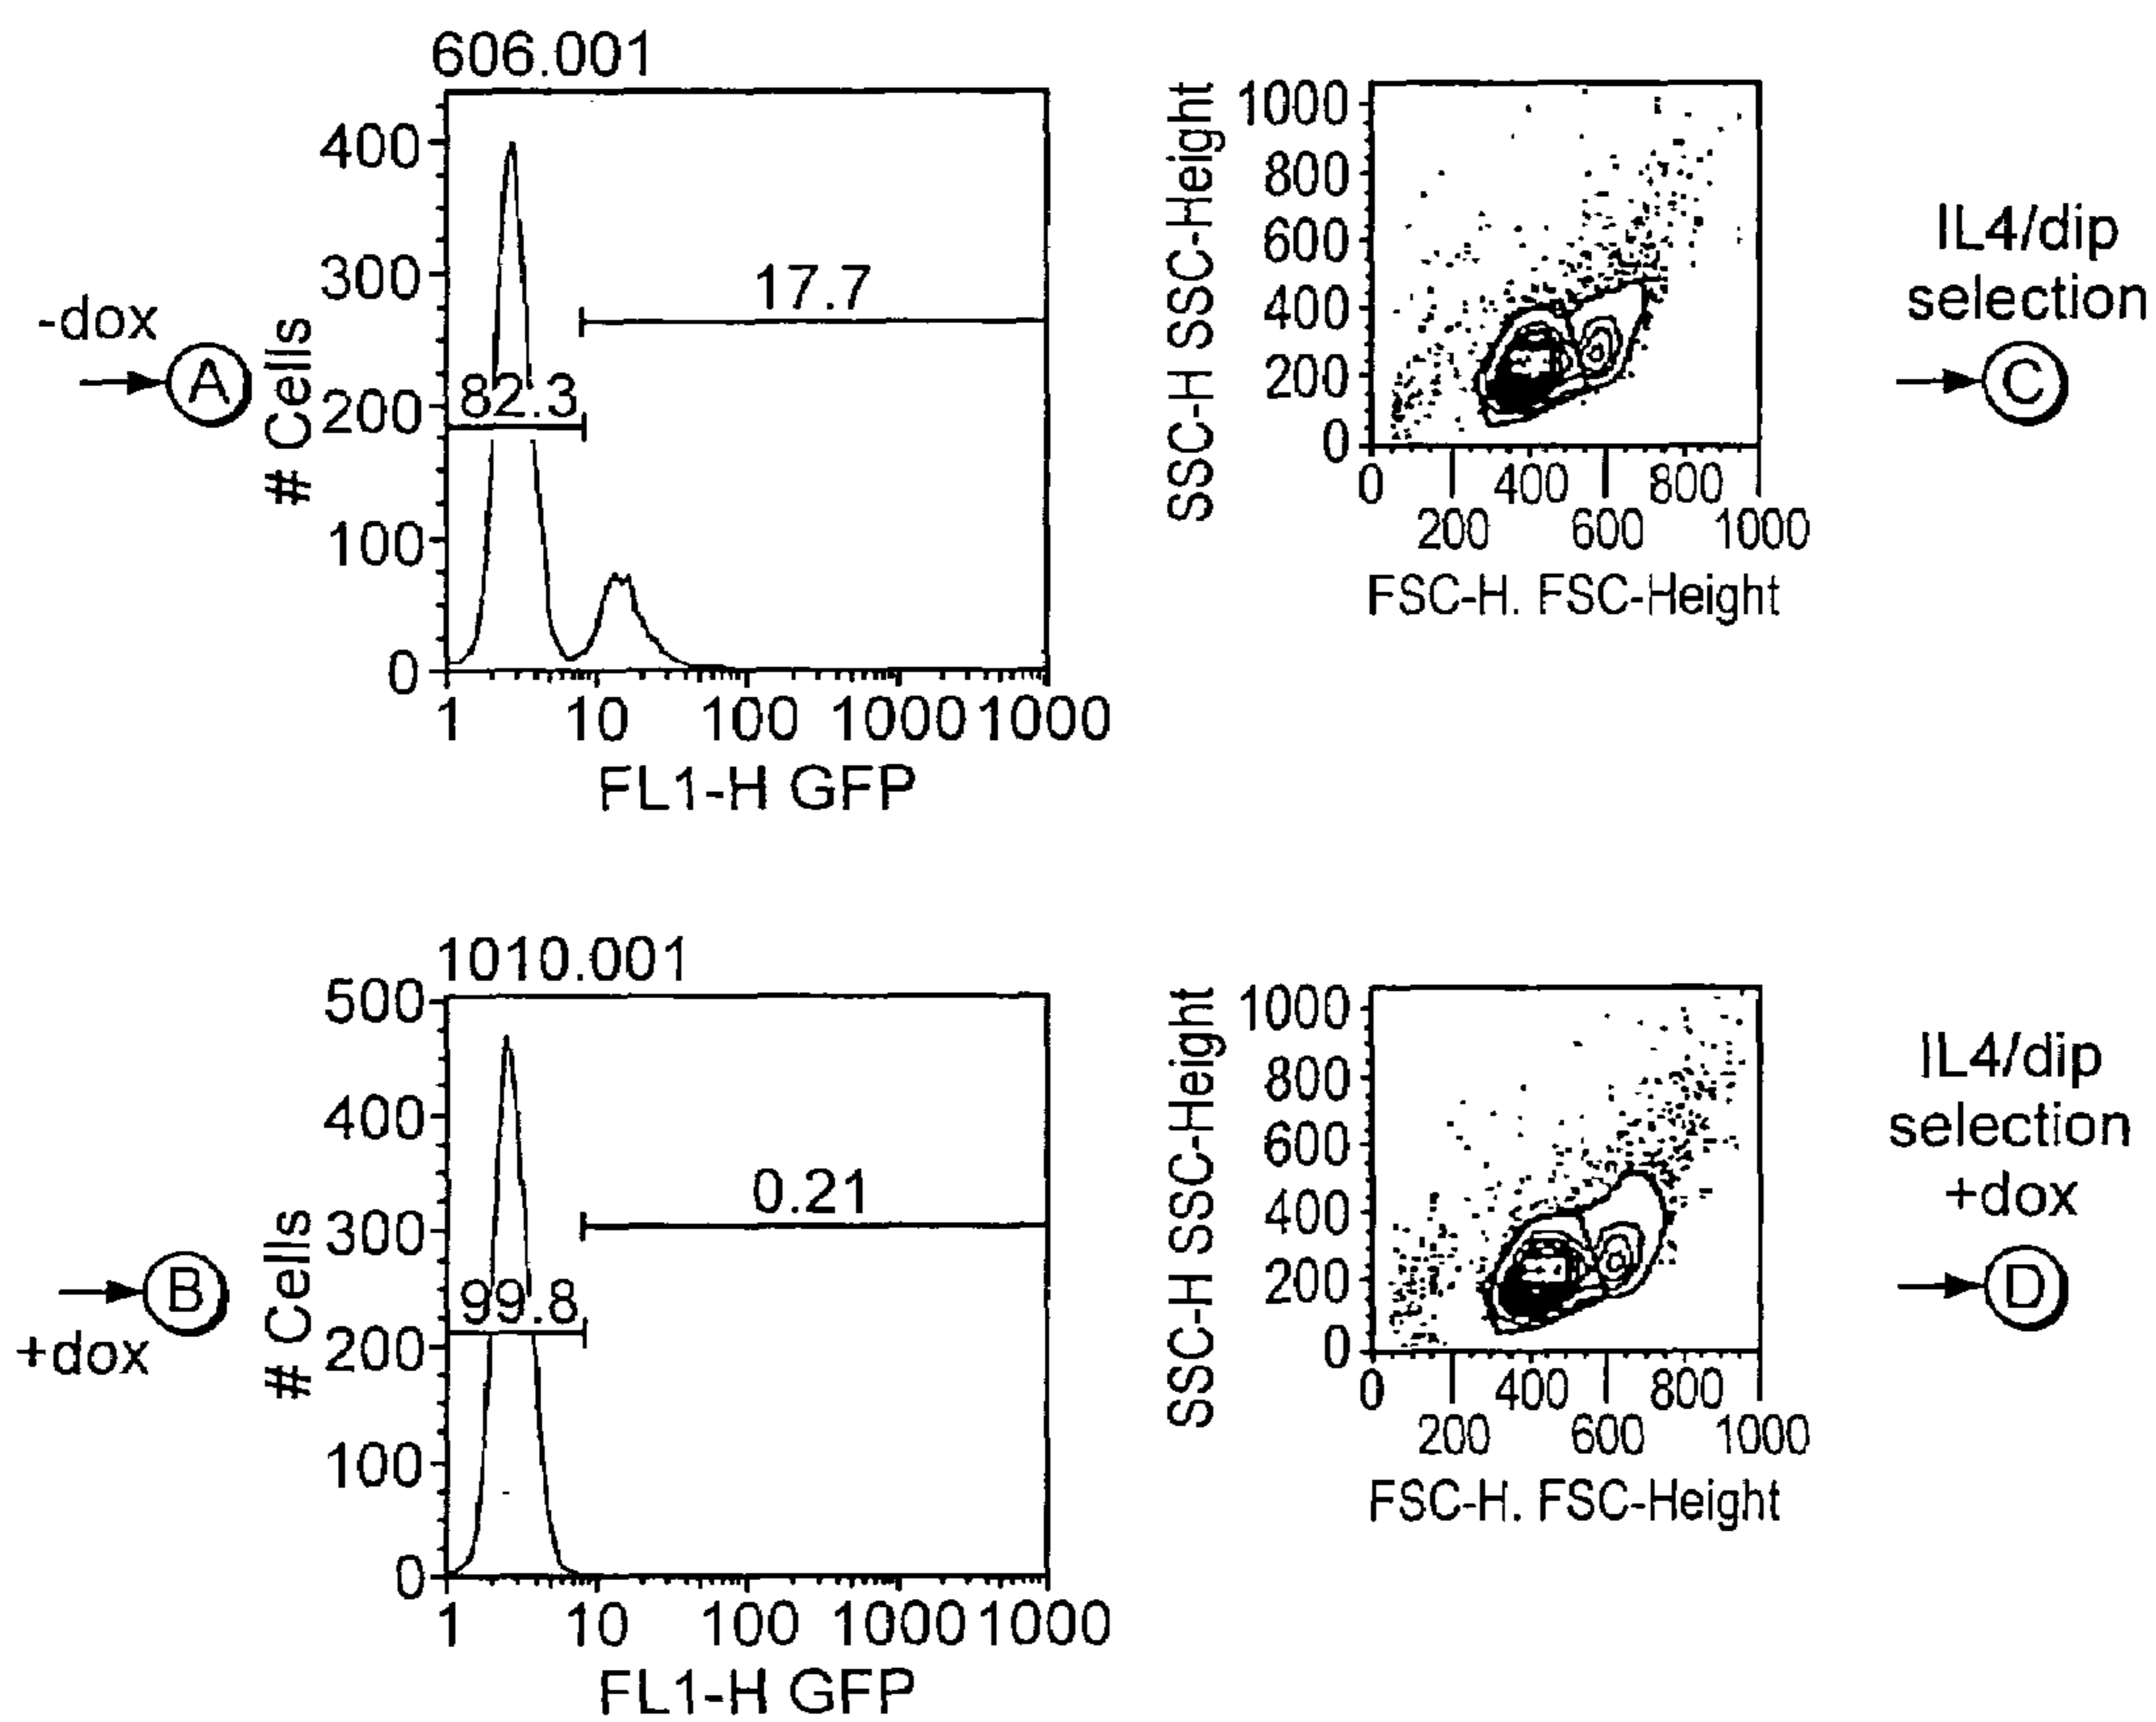 606.001
400
300
200
100
0
# Cells
-dox
A
17.7
82.3
1 10 100 1000 1000
FL1-H GFP
SSC-H SSC-Height
1000
800
600
400
200
0
0 400 800
200 600 1000
FSC-H. FSC-Height
IL4/dip
selection
C
1010.001
500
400
300
200
100
0
# Cells
B
+dox
0.21
99.8
1 10 100 1000 1000
FL1-H GFP
SSC-H SSC-Height
1000
800
600
400
200
0
0 400 800
200 600 1000
FSC-H. FSC-Height
IL4/dip
selection
+dox
D